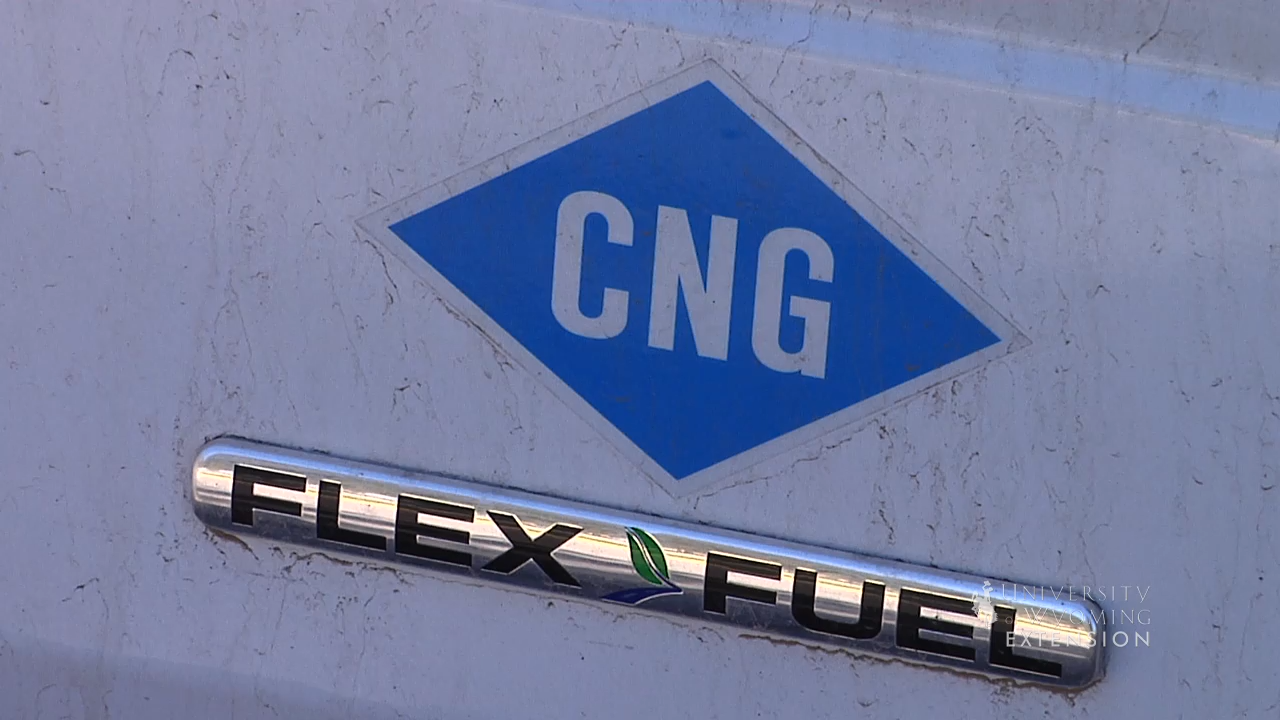 CNG
FLEX FUEL
UNIVERSITY
OF WYOMING
EXTENSION